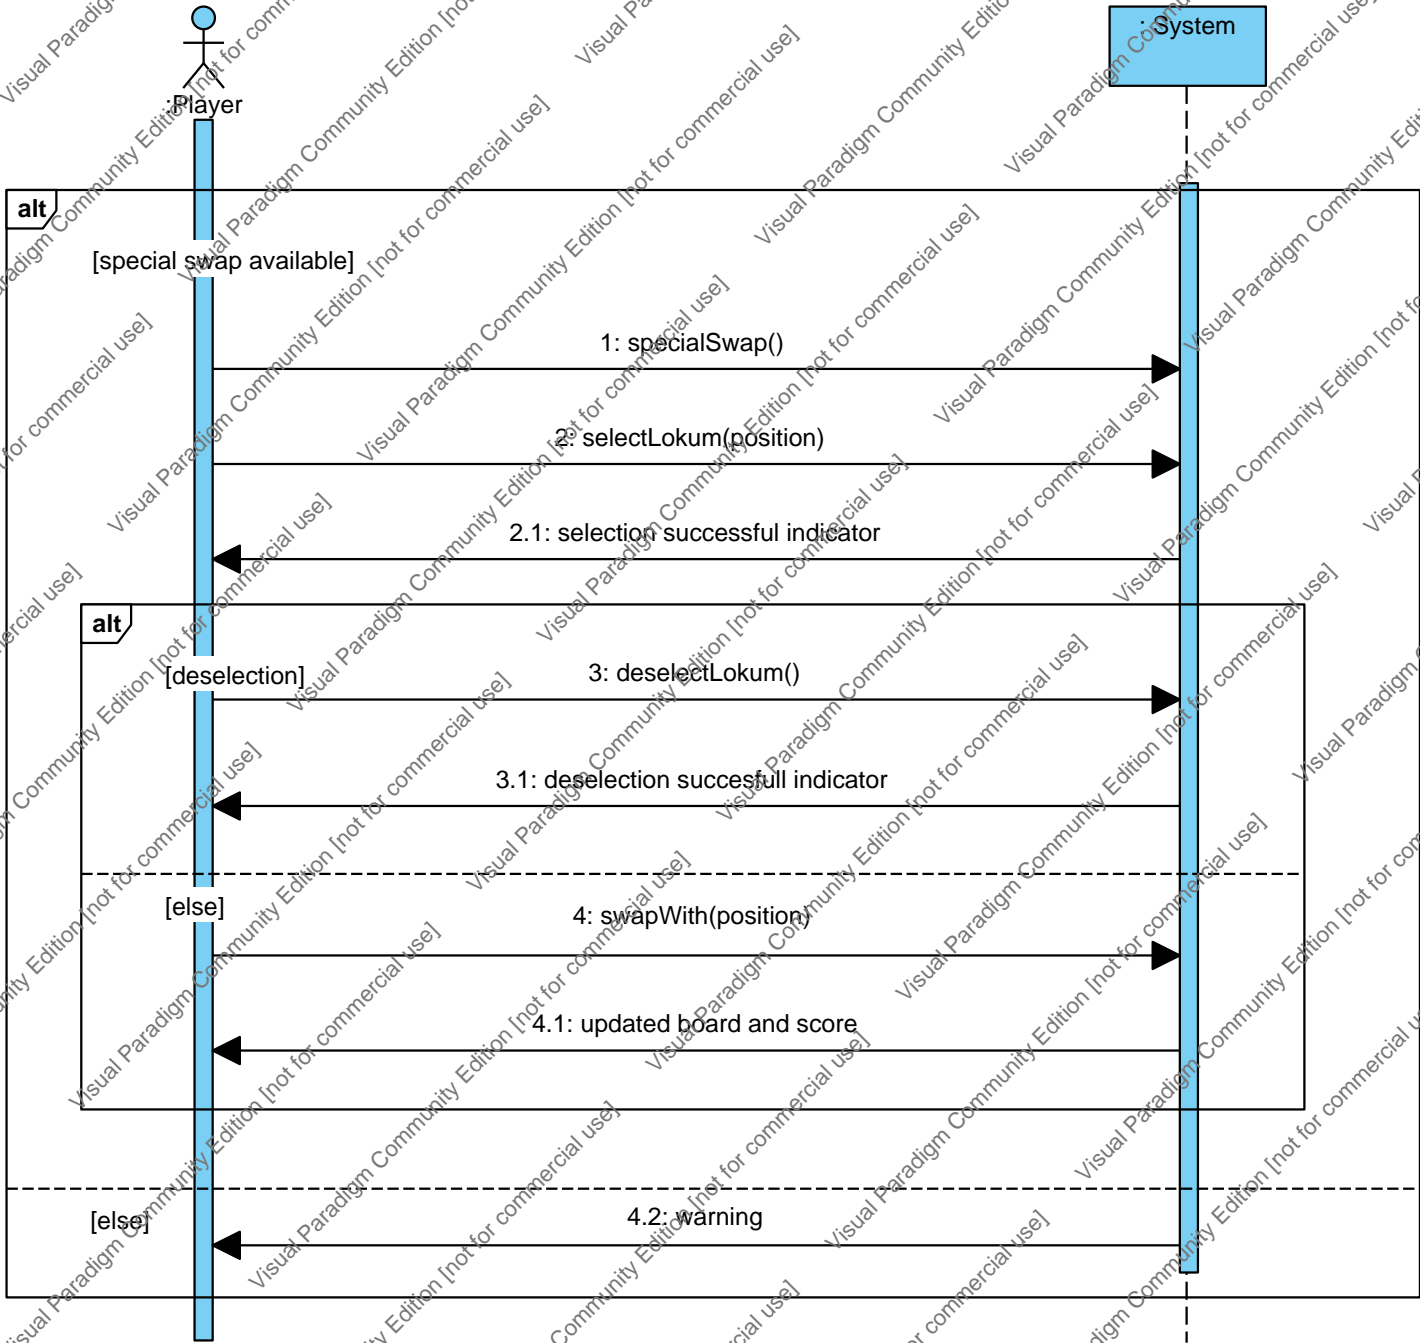 :Player
: System
alt
[special swap available]
1: specialSwap()
2: selectLokum(position)
2.1: selection successful indicator
alt
[deselection]
3: deselectLokum()
3.1: deselection succesfull indicator
[else]
4: swapWith(position)
4.1: updated board and score
[else]
4.2: warning
Visual Paradigm Community Edition [not for commercial use]